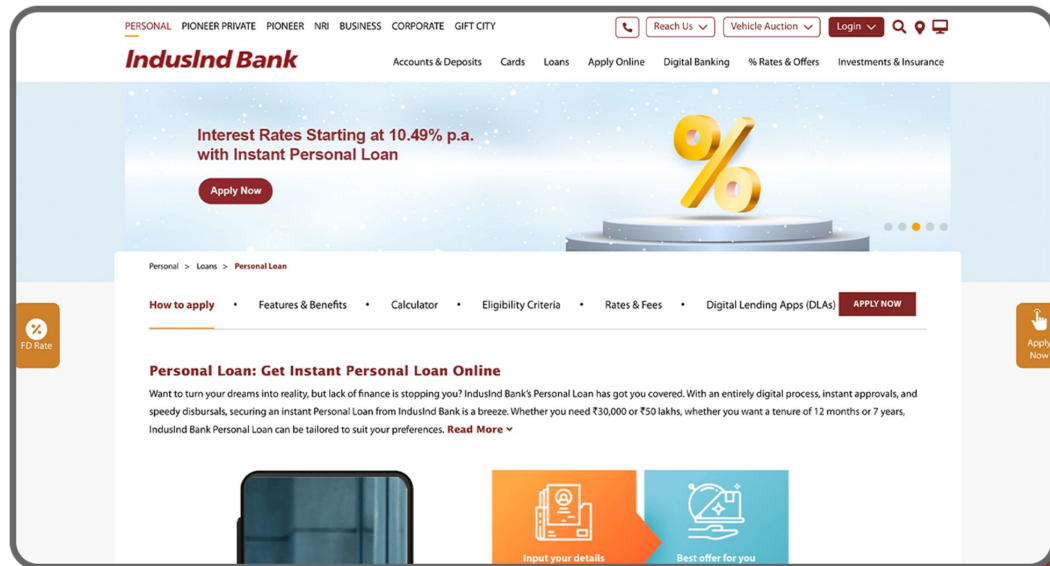 PERSONAL PIONEER PRIVATE PIONEER NRI BUSINESS CORPORATE GIFT CITY
Reach Us Vehicle Auction Login
IndusInd Bank
Accounts & Deposits Cards Loans Apply Online Digital Banking % Rates & Offers Investments & Insurance
Interest Rates Starting at 10.49% p.a.
with Instant Personal Loan
%
Apply Now
Personal > Loans > Personal Loan
How to apply • Features & Benefits • Calculator • Eligibility Criteria • Rates & Fees • Digital Lending Apps (DLAs) APPLY NOW
%
FD Rate
Apply
Now
Personal Loan: Get Instant Personal Loan Online
Want to turn your dreams into reality, but lack of finance is stopping you? IndusInd Bank's Personal Loan has got you covered. With an entirely digital process, instant approvals, and
speedy disbursals, securing an instant Personal Loan from IndusInd Bank is a breeze. Whether you need ₹30,000 or ₹50 lakhs, whether you want a tenure of 12 months or 7 years,
IndusInd Bank Personal Loan can be tailored to suit your preferences. Read More
Input your details
Best offer for you